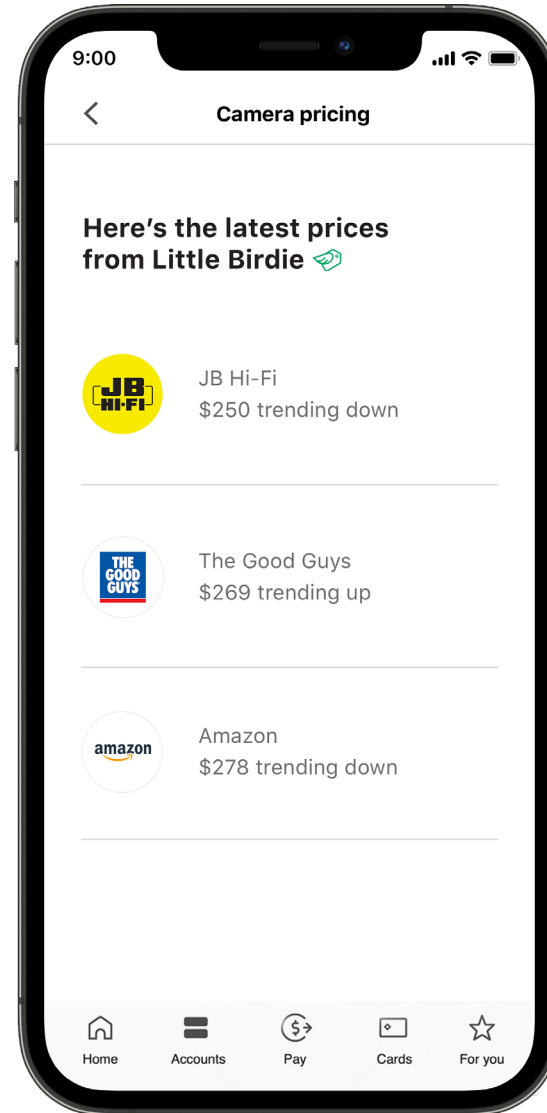 9:00
Camera pricing
Here's the latest prices
from Little Birdie
JB
HI-FI
JB Hi-Fi
$250 trending down
THE
GOOD
GUYS
The Good Guys
$269 trending up
amazon
Amazon
$278 trending down
$
Home
Accounts
Pay
Cards
For you